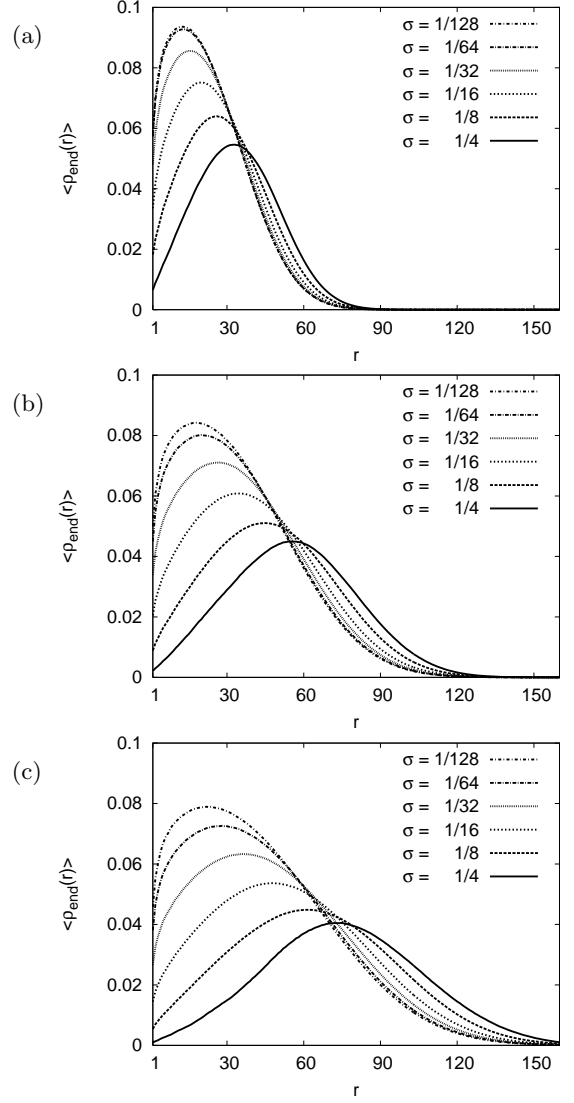 (a)
0.1
0.08
0.06
0.04
0.02
0
<ρend(r)>
σ = 1/128
σ = 1/64
σ = 1/32
σ = 1/16
σ = 1/8
σ = 1/4
1 30 60 90 120 150
r
(b)
0.1
0.08
0.06
0.04
0.02
0
<ρend(r)>
σ = 1/128
σ = 1/64
σ = 1/32
σ = 1/16
σ = 1/8
σ = 1/4
1 30 60 90 120 150
r
(c)
0.1
0.08
0.06
0.04
0.02
0
<ρend(r)>
σ = 1/128
σ = 1/64
σ = 1/32
σ = 1/16
σ = 1/8
σ = 1/4
1 30 60 90 120 150
r